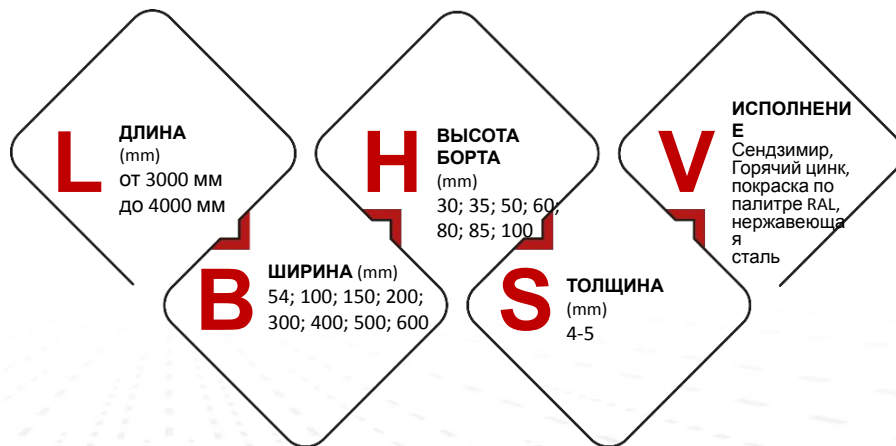 L
ДЛИНА
(mm)
от 3000 мм
до 4000 мм
B
ШИРИНА (mm)
54; 100; 150; 200;
300; 400; 500; 600
H
ВЫСОТА
БОРТА
(mm)
30; 35; 50; 60;
80; 85; 100
S
ТОЛЩИНА
(mm)
4-5
V
ИСПОЛНЕНИ
Е
Сендзимир,
Горячий цинк,
покраска по
палитре RAL,
нержавеюща
я
сталь